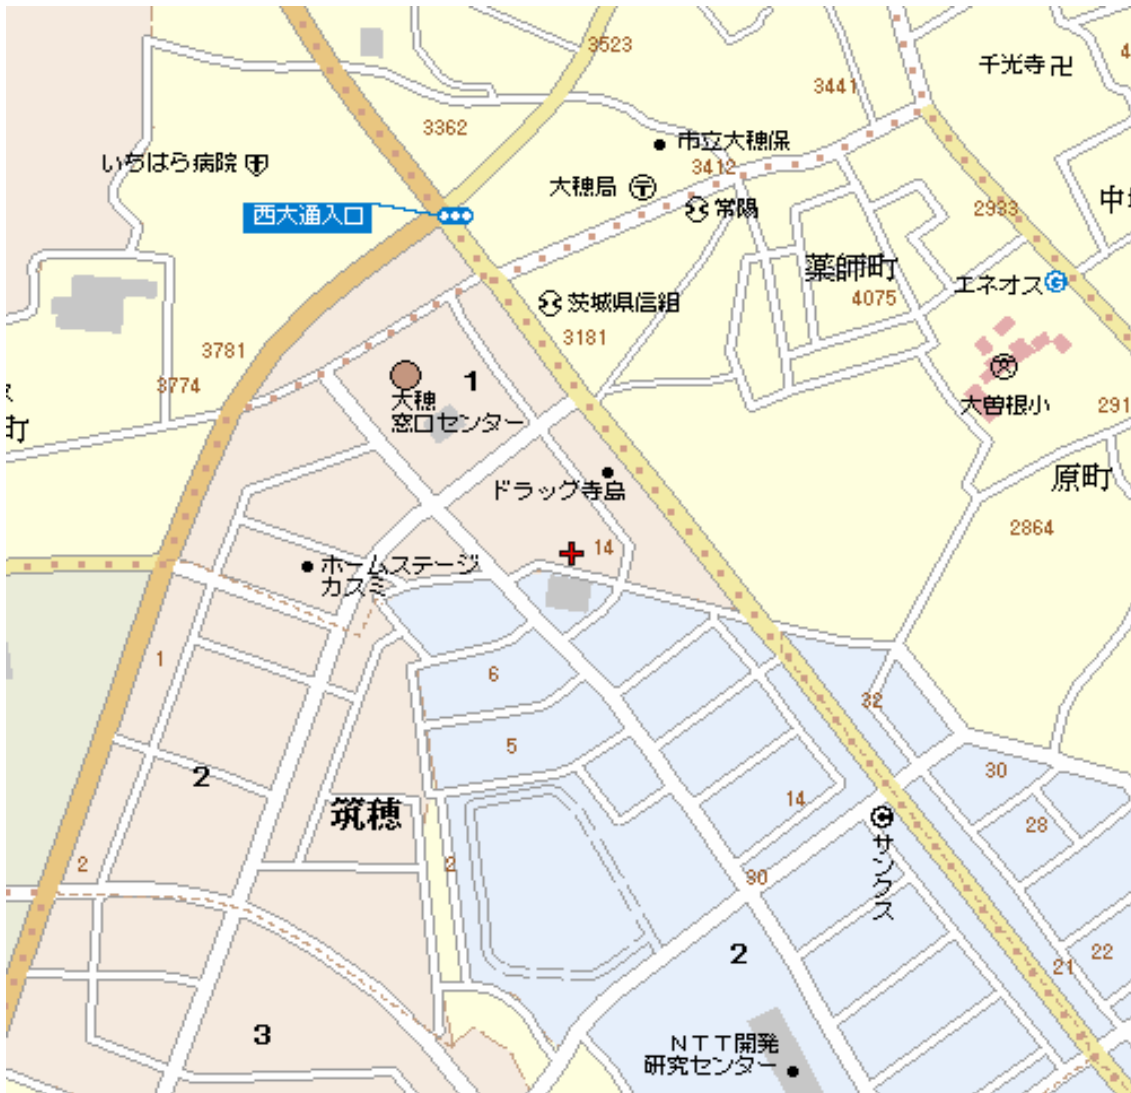 3523
千光寺
3441
3362
市立大穂保
いちはら病院
3412
大穂局
常陽
西大通入口
2933
薬師町
エネオス
4075
茨城県信組
3181
3781
3774
1
大穂
窓口センター
大曽根小
291
町
ドラッグ寺島
原町
2864
14
ホームステージ
カスミ
1
6
32
5
2
30
14
筑穂
28
サンクス
2
2
30
2
22
21
3
NTT開発
研究センター